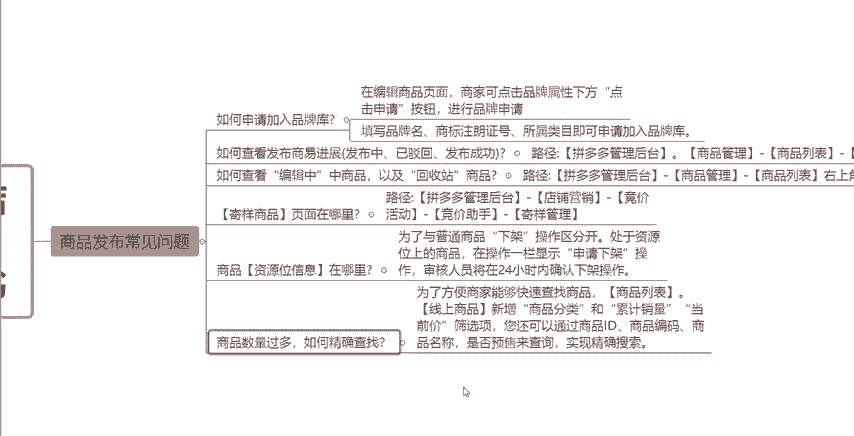 在编辑商品页面，商家可点击品牌属性下方“点
击申请”按钮，进行品牌申请
如何申请加入品牌库？
填写品牌名、商标注朗证号、所属类目即可申请加入品牌库。
如何查看发布商易进展(发布中、已驳回、发布成功)？
路径:【拼多多管理后台】。【商品管理】-【商品列表】-【
如何查看“编辑中”中商品，以及“回收站”商品？
路径:【拼多多管理后台】-【商品管理】-【商品列表】右上角
路径:【拼多多管理后台】-【店铺营销】-【竟价
【寄样商品】页面在哪里？
活动】-【竞价助手】-【寄样管理】
商品发布常见问题
为了与普通商品“下架”操作区分开。处于资源
位上的商品，在操作一栏显示“申请下架”操
商品【资源位信息】在哪里？
作，审核人员将在24小时内确认下架操作。
为了方便商家能够快速查找商品，【商品列表】。
【线上商品】新增“商品分类”和“累计销量”“当
前价”筛选项，您还可以通过商品ID、商品编码、商
商品数量过多，如何精确查找？
品名称，是否预售来查询，实现精确搜索。